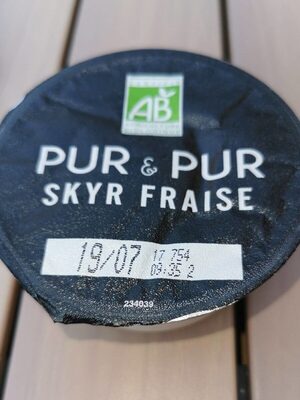 AB
PUR & PUR
SKYR FRAISE
19/07 17 754
09:35 2
234039